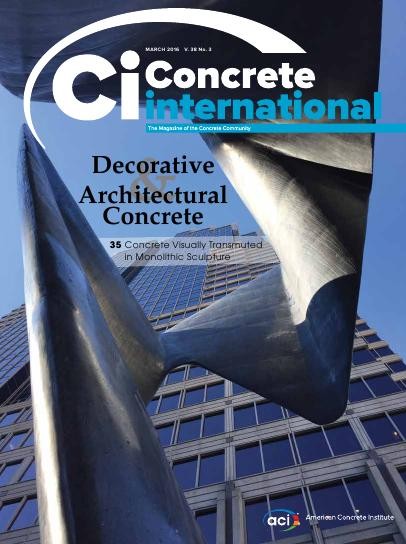 MARCH 2016 V. 38 No. 3
Ci Concrete
international
The Magazine of the Concrete Community
Decorative
&
Architectural
Concrete
35 Concrete Visually Transmuted
in Monolithic Sculpture
aci American Concrete Institute